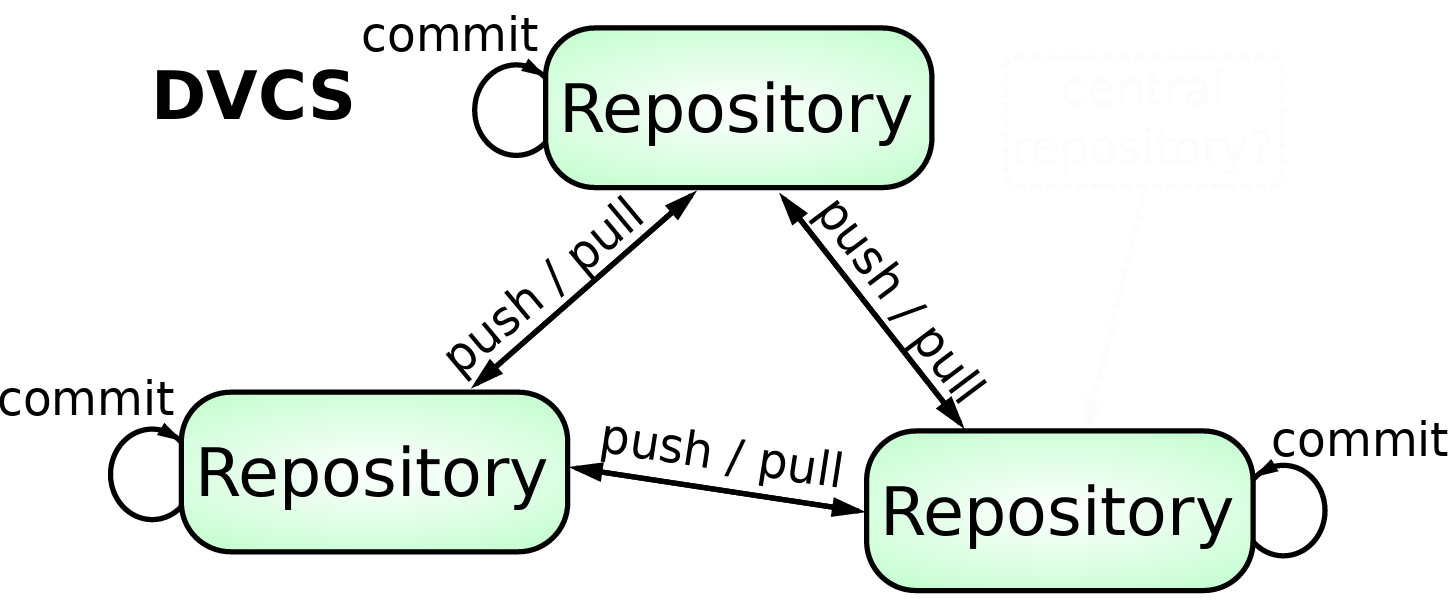 commit
DVCS
Repository
central
repository?
push / pull
push / pull
commit
Repository
push / pull
commit
Repository